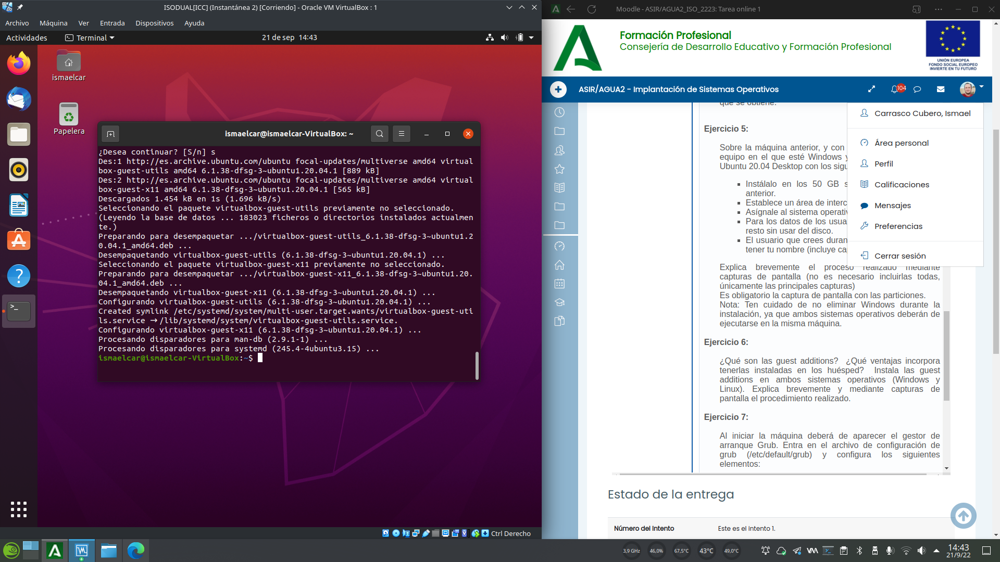 ISODUAL[ICC] (Instantánea 2) [Corriendo] - Oracle VM VirtualBox : 1
Archivo Máquina Ver Entrada Dispositivos Ayuda
Actividades Terminal 21 de sep 14:43
ismaelcar
Papelera
ismaelcar@ismaelcar-VirtualBox: ~
¿Desea continuar? [S/n] s
Des:1 http://es.archive.ubuntu.com/ubuntu focal-updates/multiverse amd64 virtual
box-guest-utils amd64 6.1.38-dfsg-3~ubuntu1.20.04.1 [889 kB]
Des:2 http://es.archive.ubuntu.com/ubuntu focal-updates/multiverse amd64 virtual
box-guest-x11 amd64 6.1.38-dfsg-3~ubuntu1.20.04.1 [565 kB]
Descargados 1.454 kB en 1s (1.696 kB/s)
Seleccionando el paquete virtualbox-guest-utils previamente no seleccionado.
(Leyendo la base de datos ... 183023 ficheros o directorios instalados actualmen
te.)
Preparando para desempaquetar .../virtualbox-guest-utils_6.1.38-dfsg-3~ubuntu1.2
0.04.1_amd64.deb ...
Desempaquetando virtualbox-guest-utils (6.1.38-dfsg-3~ubuntu1.20.04.1) ...
Seleccionando el paquete virtualbox-guest-x11 previamente no seleccionado.
Preparando para desempaquetar .../virtualbox-guest-x11_6.1.38-dfsg-3~ubuntu1.20.
04.1_amd64.deb ...
Desempaquetando virtualbox-guest-x11 (6.1.38-dfsg-3~ubuntu1.20.04.1) ...
Configurando virtualbox-guest-utils (6.1.38-dfsg-3~ubuntu1.20.04.1) ...
Created symlink /etc/systemd/system/multi-user.target.wants/virtualbox-guest-uti
ls.service → /lib/systemd/system/virtualbox-guest-utils.service.
Configurando virtualbox-guest-x11 (6.1.38-dfsg-3~ubuntu1.20.04.1) ...
Procesando disparadores para man-db (2.9.1-1) ...
Procesando disparadores para systemd (245.4-4ubuntu3.15) ...
ismaelcar@ismaelcar-VirtualBox:~$
Ctrl Derecho
Moodle - ASIR/AGUA2_ISO_2223: Tarea online 1
Formación Profesional
Consejería de Desarrollo Educativo y Formación Profesional
UNIÓN EUROPEA
FONDO SOCIAL EUROPEO
INVIERTE EN TU FUTURO
ASIR/AGUA2 - Implantación de Sistemas Operativos
104
que se obtiene.
Carrasco Cubero, Ismael
Área personal
Perfil
Calificaciones
Mensajes
Preferencias
Cerrar sesión
Ejercicio 5:
Sobre la máquina anterior, y con
equipo en el que esté Windows y
Ubuntu 20.04 Desktop con los sigu
Instálalo en los 50 GB s
anterior.
Establece un área de interc
Asígnale al sistema operativ
Para los datos de los usua
resto sin usar del disco.
El usuario que crees duran
tener tu nombre (incluye ca
Explica brevemente el proceso realizado mediante
capturas de pantalla (no es necesario incluirlas todas,
únicamente las principales capturas)
Es obligatorio la captura de pantalla con las particiones.
Nota: Ten cuidado de no eliminar Windows durante la
instalación, ya que ambos sistemas operativos deberán de
ejecutarse en la misma máquina.
Ejercicio 6:
¿Qué son las guest additions? ¿Qué ventajas incorpora
tenerlas instaladas en los huésped? Instala las guest
additions en ambos sistemas operativos (Windows y
Linux). Explica brevemente y mediante capturas de
pantalla el procedimiento realizado.
Ejercicio 7:
Al iniciar la máquina deberá de aparecer el gestor de
arranque Grub. Entra en el archivo de configuración de
grub (/etc/default/grub) y configura los siguientes
elementos:
Estado de la entrega
Número del Intento Este es el intento 1.
3,9 GHz 46,0% 67,5°C 43°C 49,0°C
14:43
21/9/22